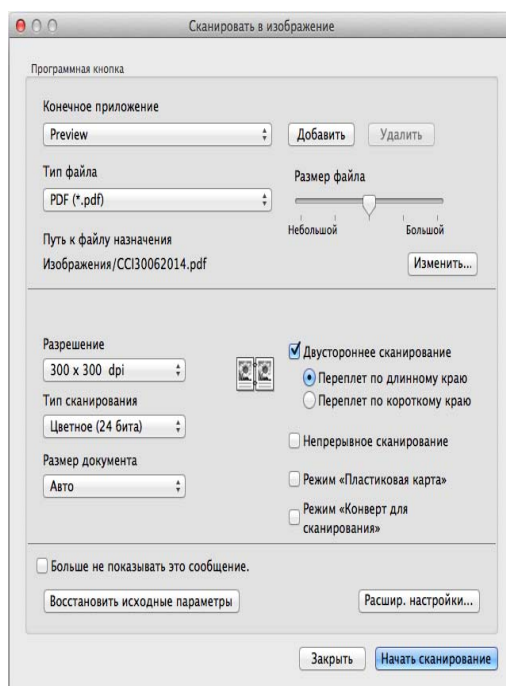 Сканировать в изображение
Программная кнопка
Конечное приложение
Preview
Добавить
Удалить
Тип файла
PDF (*.pdf)
Размер файла
Небольшой
Большой
Путь к файлу назначения
Изображения/CCI30062014.pdf
Изменить...
Разрешение
300 x 300 dpi
Тип сканирования
Цветное (24 бита)
Размер документа
Авто
Двустороннее сканирование
Переплет по длинному краю
Переплет по короткому краю
Непрерывное сканирование
Режим «Пластиковая карта»
Режим «Конверт для
сканирования»
Больше не показывать это сообщение.
Восстановить исходные параметры
Расшир. настройки...
Закрыть
Начать сканирование